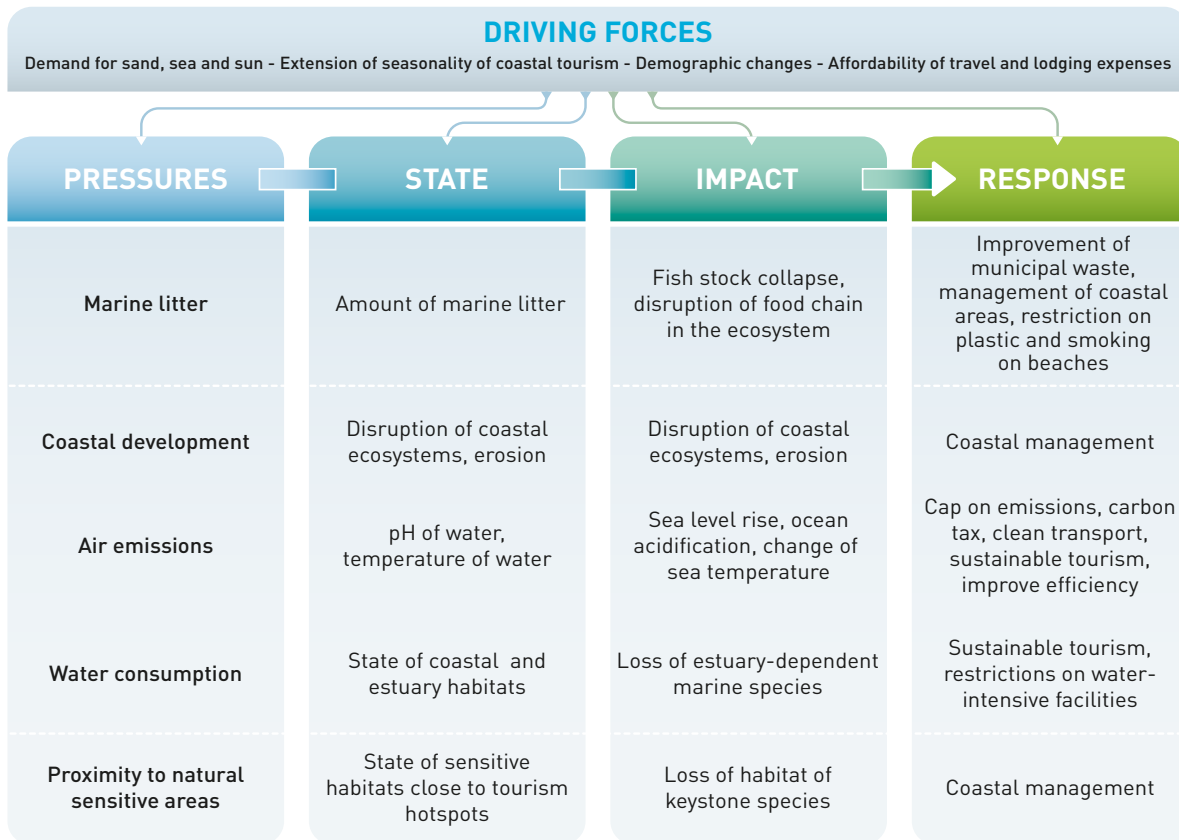 DRIVING FORCES
Demand for sand, sea and sun - Extension of seasonality of coastal tourism - Demographic changes - Affordability of travel and lodging expenses
PRESSURES
STATE
IMPACT
RESPONSE
Marine litter
Amount of marine litter
Fish stock collapse,
disruption of food chain
in the ecosystem
Improvement of
municipal waste,
management of coastal
areas, restriction on
plastic and smoking
on beaches
Coastal development
Disruption of coastal
ecosystems, erosion
Disruption of coastal
ecosystems, erosion
Coastal management
Air emissions
pH of water,
temperature of water
Sea level rise, ocean
acidification, change of
sea temperature
Cap on emissions, carbon
tax, clean transport,
sustainable tourism,
improve efficiency
Water consumption
State of coastal and
estuary habitats
Loss of estuary-dependent
marine species
Sustainable tourism,
restrictions on water-
intensive facilities
Proximity to natural
sensitive areas
State of sensitive
habitats close to tourism
hotspots
Loss of habitat of
keystone species
Coastal management